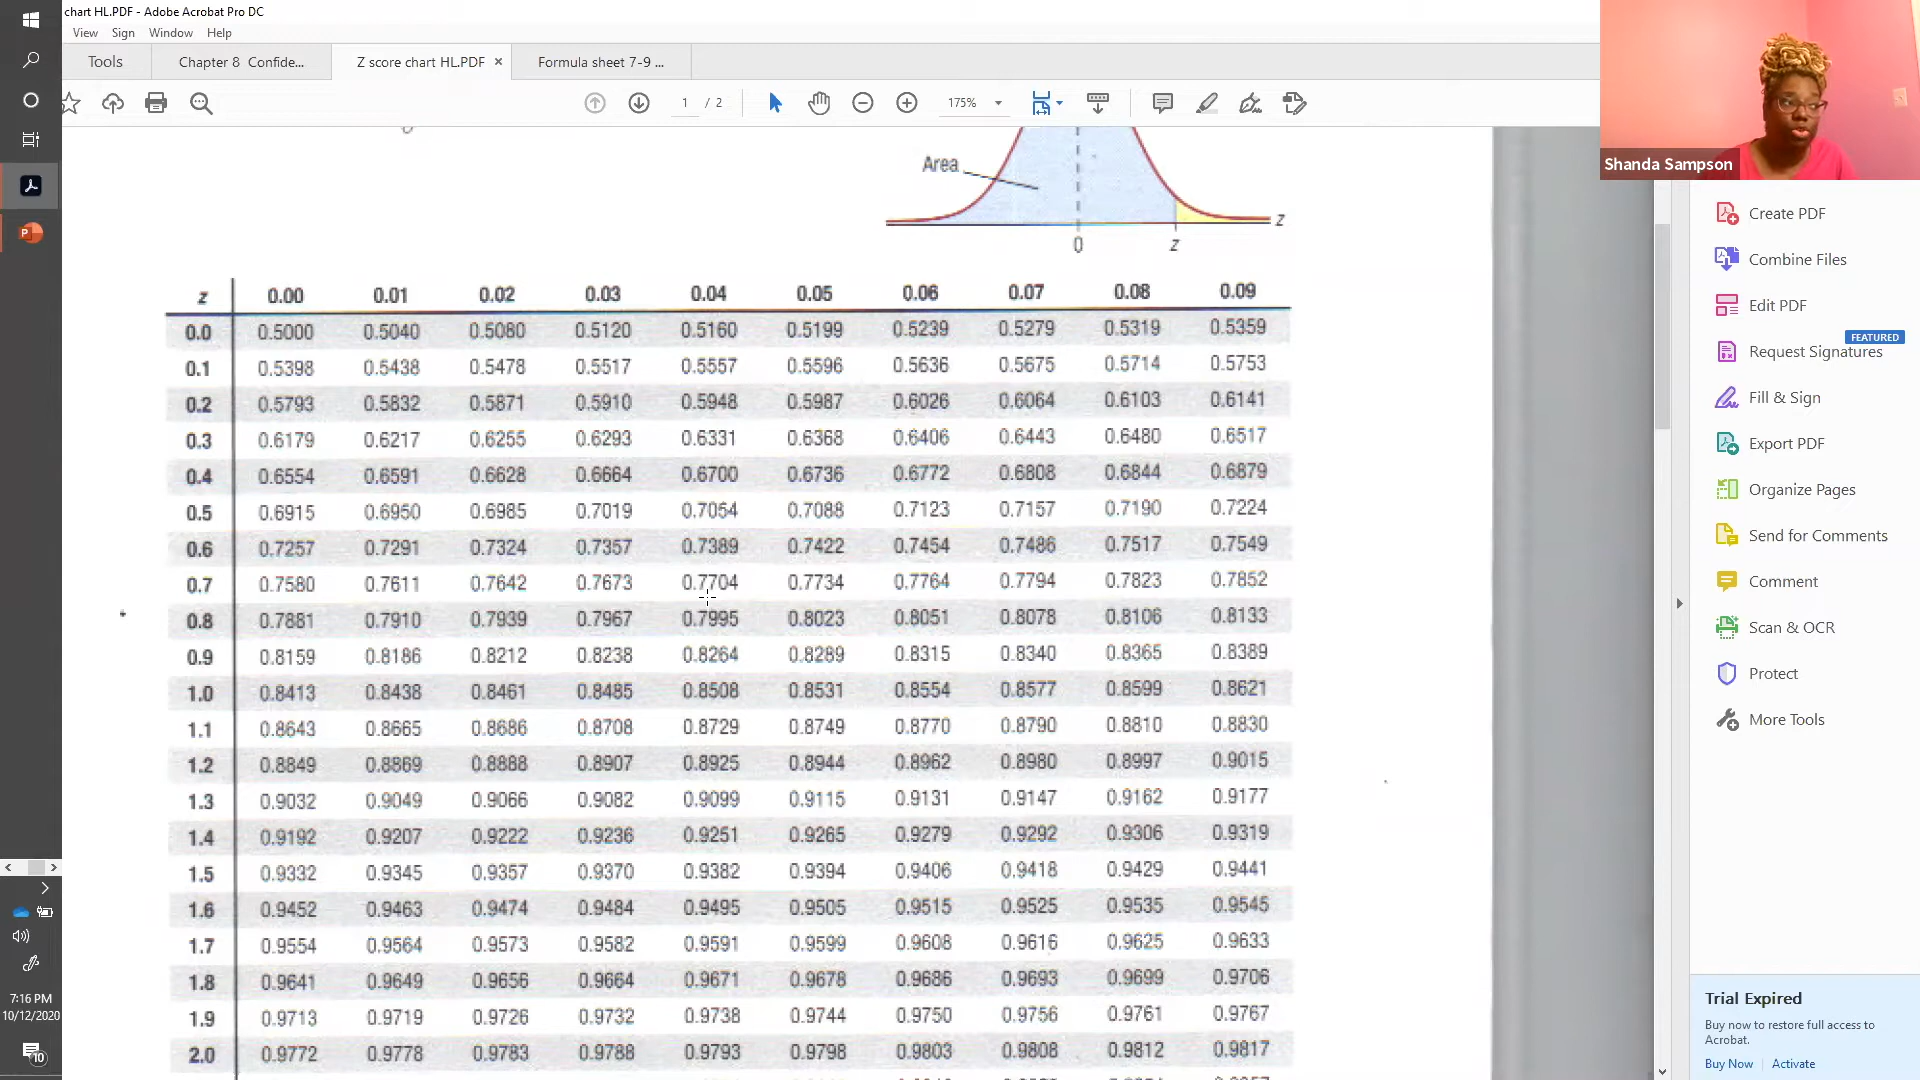 chart HL.PDF - Adobe Acrobat Pro DC
View Sign Window Help
Tools Chapter 8 Confide... Z score chart HL.PDF × Formula sheet 7-9 ...
1 / 2 175%
Shanda Sampson
Area
z
0 z
z 0.00 0.01 0.02 0.03 0.04 0.05 0.06 0.07 0.08 0.09
0.0 0.5000 0.5040 0.5080 0.5120 0.5160 0.5199 0.5239 0.5279 0.5319 0.5359
0.1 0.5398 0.5438 0.5478 0.5517 0.5557 0.5596 0.5636 0.5675 0.5714 0.5753
0.2 0.5793 0.5832 0.5871 0.5910 0.5948 0.5987 0.6026 0.6064 0.6103 0.6141
0.3 0.6179 0.6217 0.6255 0.6293 0.6331 0.6368 0.6406 0.6443 0.6480 0.6517
0.4 0.6554 0.6591 0.6628 0.6664 0.6700 0.6736 0.6772 0.6808 0.6844 0.6879
0.5 0.6915 0.6950 0.6985 0.7019 0.7054 0.7088 0.7123 0.7157 0.7190 0.7224
0.6 0.7257 0.7291 0.7324 0.7357 0.7389 0.7422 0.7454 0.7486 0.7517 0.7549
0.7 0.7580 0.7611 0.7642 0.7673 0.7704 0.7734 0.7764 0.7794 0.7823 0.7852
0.8 0.7881 0.7910 0.7939 0.7967 0.7995 0.8023 0.8051 0.8078 0.8106 0.8133
0.9 0.8159 0.8186 0.8212 0.8238 0.8264 0.8289 0.8315 0.8340 0.8365 0.8389
1.0 0.8413 0.8438 0.8461 0.8485 0.8508 0.8531 0.8554 0.8577 0.8599 0.8621
1.1 0.8643 0.8665 0.8686 0.8708 0.8729 0.8749 0.8770 0.8790 0.8810 0.8830
1.2 0.8849 0.8869 0.8888 0.8907 0.8925 0.8944 0.8962 0.8980 0.8997 0.9015
1.3 0.9032 0.9049 0.9066 0.9082 0.9099 0.9115 0.9131 0.9147 0.9162 0.9177
1.4 0.9192 0.9207 0.9222 0.9236 0.9251 0.9265 0.9279 0.9292 0.9306 0.9319
1.5 0.9332 0.9345 0.9357 0.9370 0.9382 0.9394 0.9406 0.9418 0.9429 0.9441
1.6 0.9452 0.9463 0.9474 0.9484 0.9495 0.9505 0.9515 0.9525 0.9535 0.9545
1.7 0.9554 0.9564 0.9573 0.9582 0.9591 0.9599 0.9608 0.9616 0.9625 0.9633
1.8 0.9641 0.9649 0.9656 0.9664 0.9671 0.9678 0.9686 0.9693 0.9699 0.9706
1.9 0.9713 0.9719 0.9726 0.9732 0.9738 0.9744 0.9750 0.9756 0.9761 0.9767
2.0 0.9772 0.9778 0.9783 0.9788 0.9793 0.9798 0.9803 0.9808 0.9812 0.9817
Create PDF
Combine Files
Edit PDF
FEATURED
Request Signatures
Fill & Sign
Export PDF
Organize Pages
Send for Comments
Comment
Scan & OCR
Protect
More Tools
Trial Expired
Buy now to restore full access to
Acrobat.
Buy Now Activate
7:16 PM
10/12/2020
10